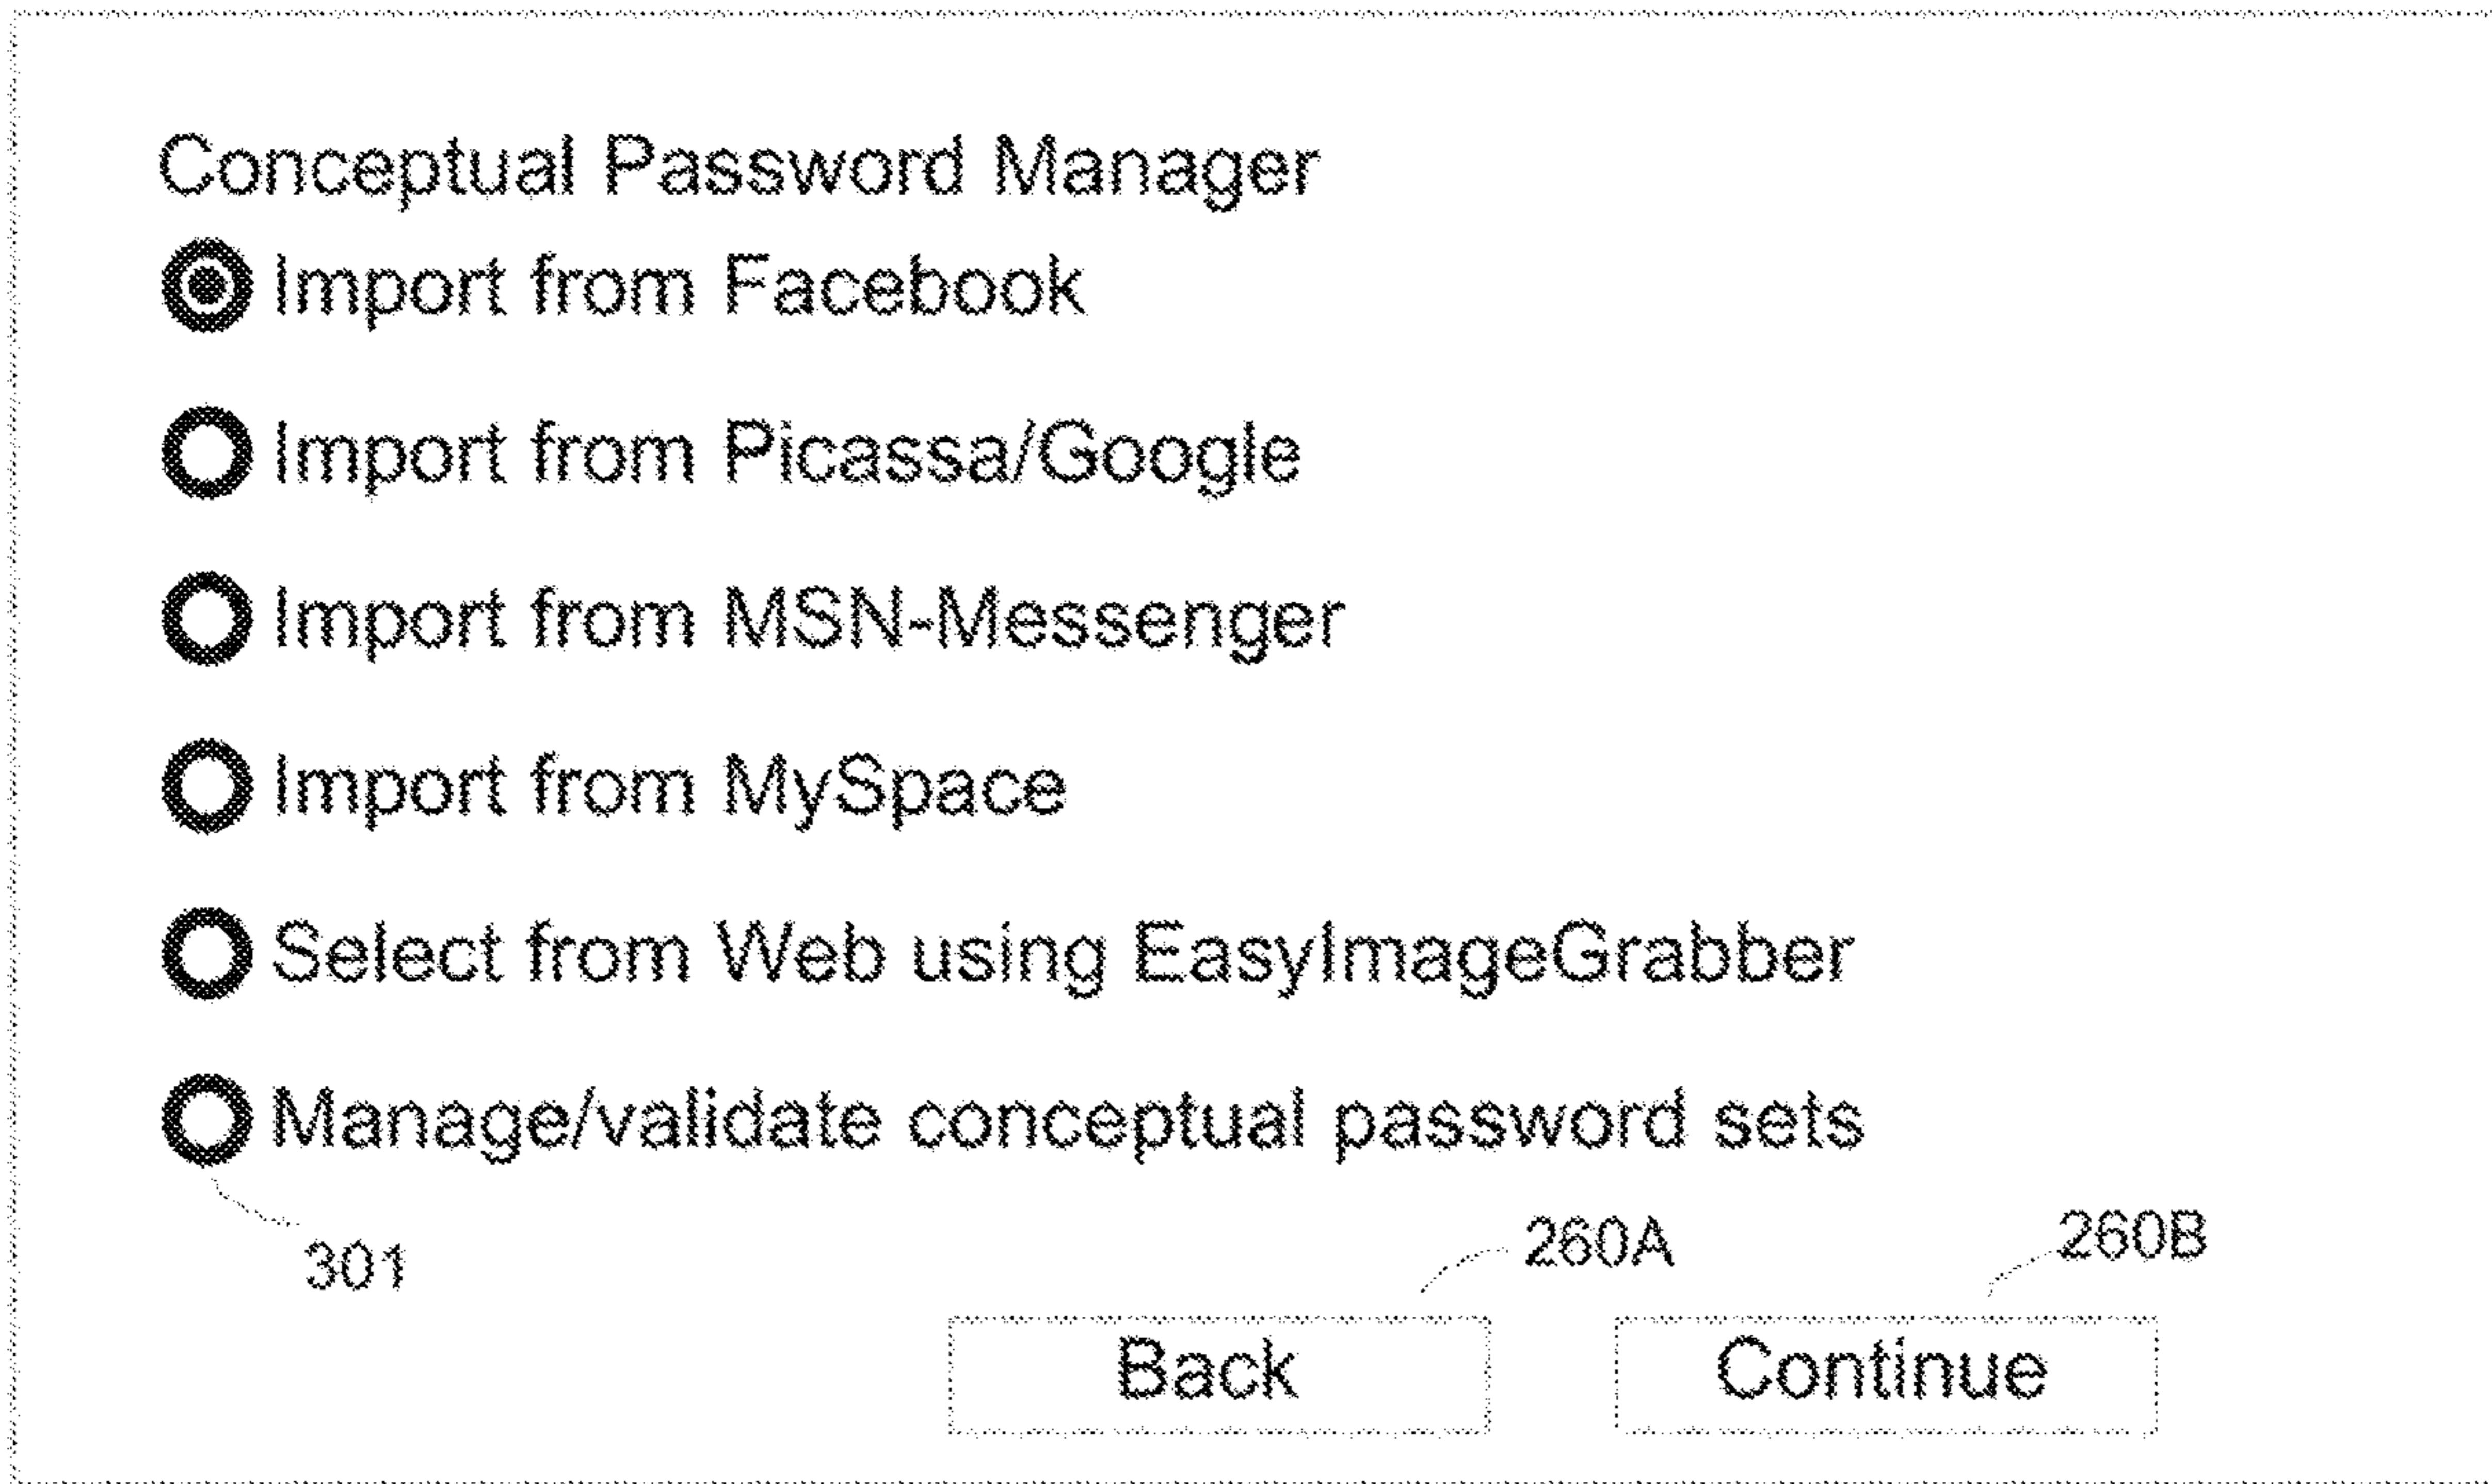 Conceptual Password Manager
Import from Facebook
Import from Picassa/Google
Import from MSN-Messenger
Import from MySpace
Select from Web using EasyImageGrabber
Manage/validate conceptual password sets
301
260A
260B
Back
Continue